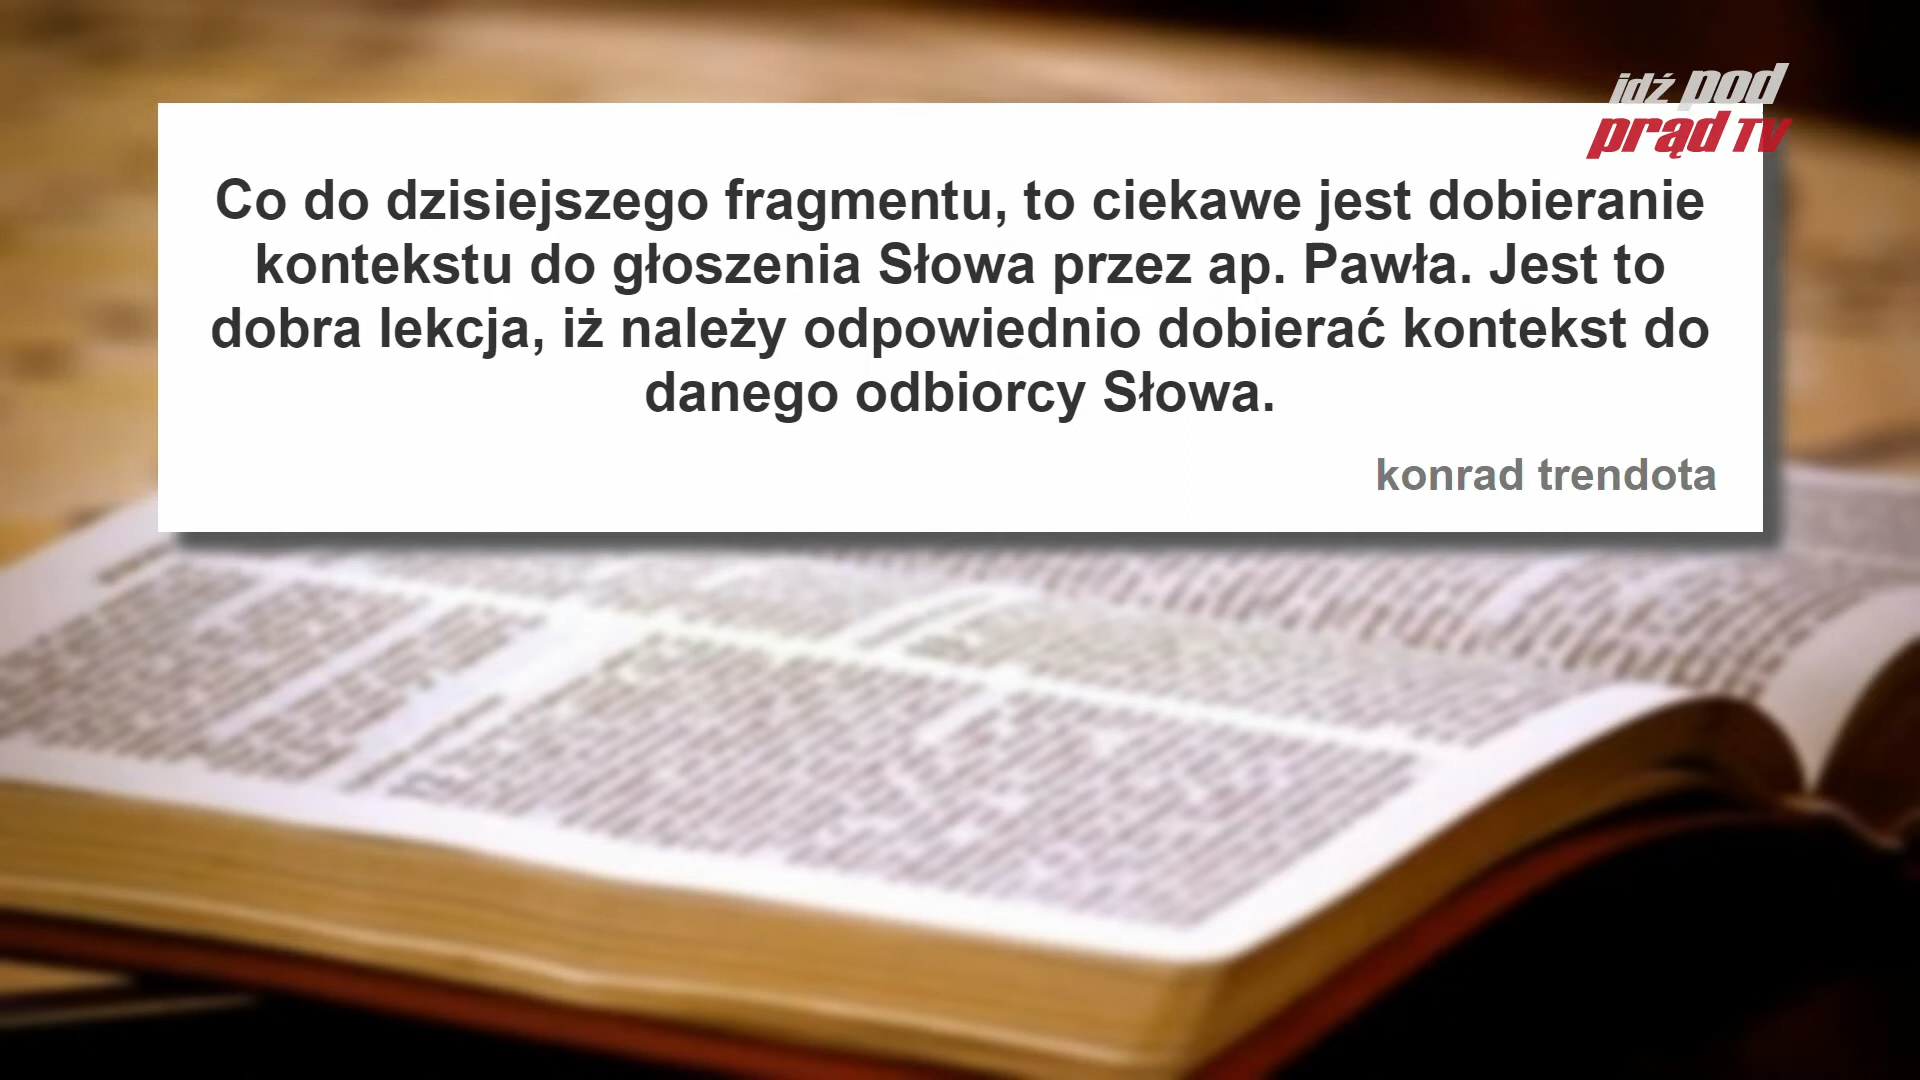 idź pod
prąd TV
Co do dzisiejszego fragmentu, to ciekawe jest dobieranie
kontekstu do głoszenia Słowa przez ap. Pawła. Jest to
dobra lekcja, iż należy odpowiednio dobierać kontekst do
danego odbiorcy Słowa.
konrad trendota